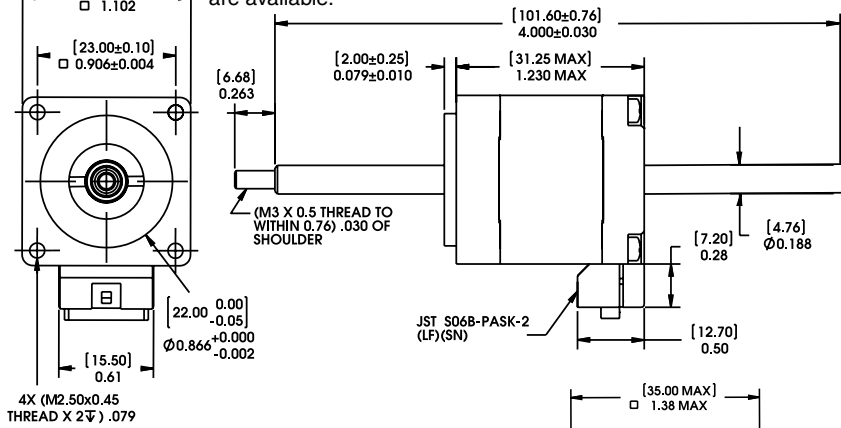 □ 1.102
are available.
[101.60±0.76]
4.000±0.030
[23.00±0.10]
□ 0.906±0.004
[2.00±0.25]
0.079±0.010
[31.25 MAX]
1.230 MAX
[6.68]
0.263
(M3 X 0.5 THREAD TO
WITHIN 0.76) .030 OF
SHOULDER
[4.76]
Ø0.188
[7.20]
0.28
[22.00 0.00
-0.05]
Ø0.866 +0.000
-0.002
JST S06B-PASK-2
(LF)(SN)
[12.70]
0.50
[15.50]
0.61
4X (M2.50x0.45
THREAD X 2↧) .079
[35.00 MAX]
□ 1.38 MAX